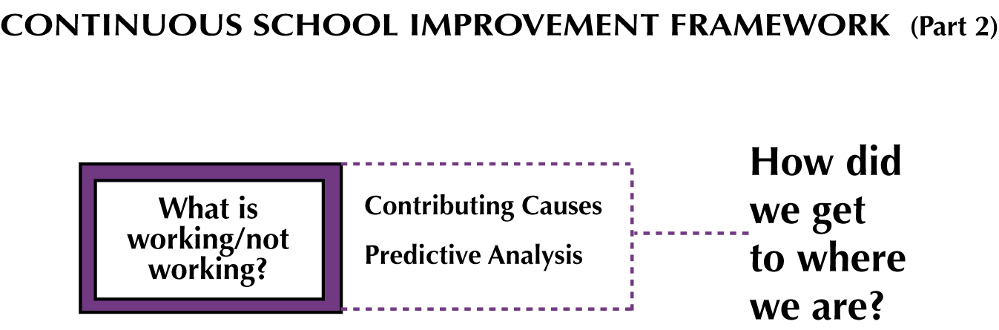 CONTINUOUS SCHOOL IMPROVEMENT FRAMEWORK (Part 2)
What is
working/not
working?
Contributing Causes
Predictive Analysis
How did
we get
to where
we are?